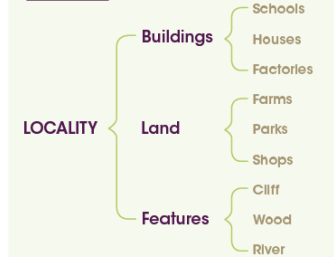 Schools
Buildings
Houses
Factories
Farms
LOCALITY
Land
Parks
Shops
Cliff
Features
Wood
River